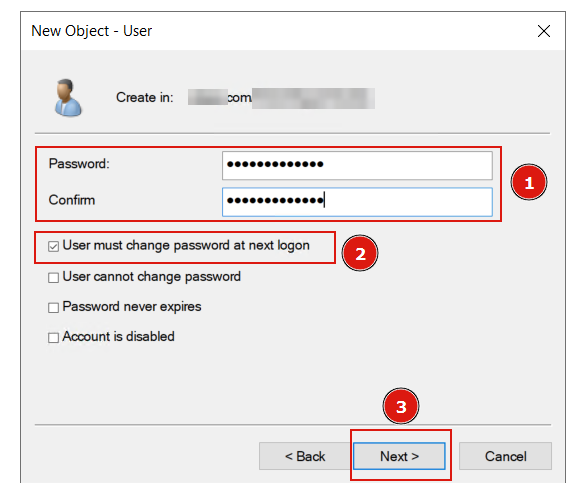 New Object - User
Create in: com/
Password: ●●●●●●●●●●●●●
1
Confirm ●●●●●●●●●●●●●
User must change password at next logon
2
User cannot change password
Password never expires
Account is disabled
3
< Back Next > Cancel